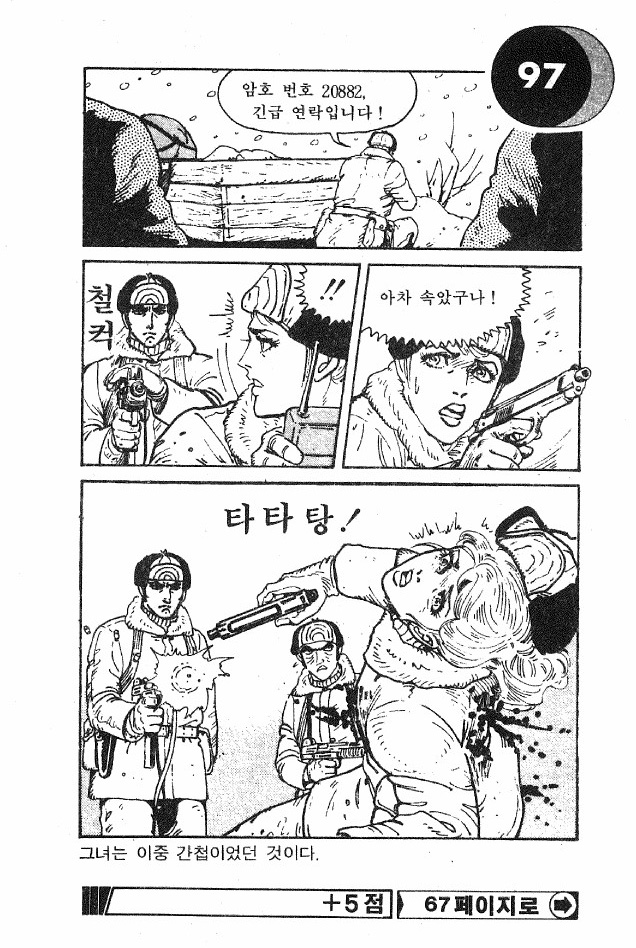 97
암호 번호 20882,
긴급 연락입니다!
철
컥
!!
아차 속았구나!
타타탕!
그녀는 이중 간첩이었던 것이다.
+5점
67페이지로